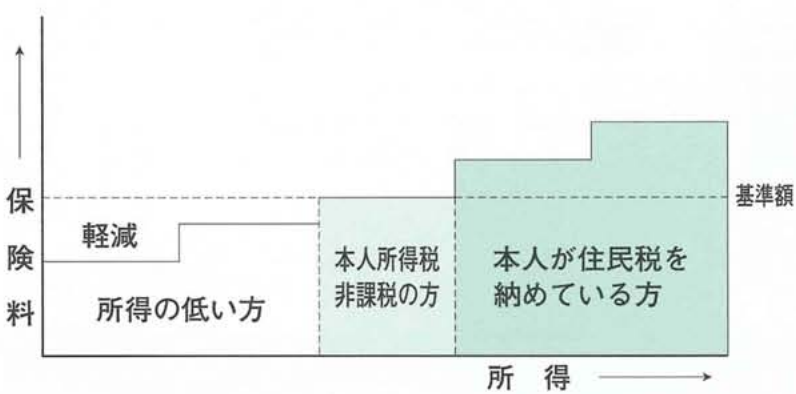 保険料
基準額
軽減
所得の低い方
本人所得税
非課税の方
本人が住民税を
納めている方
所得